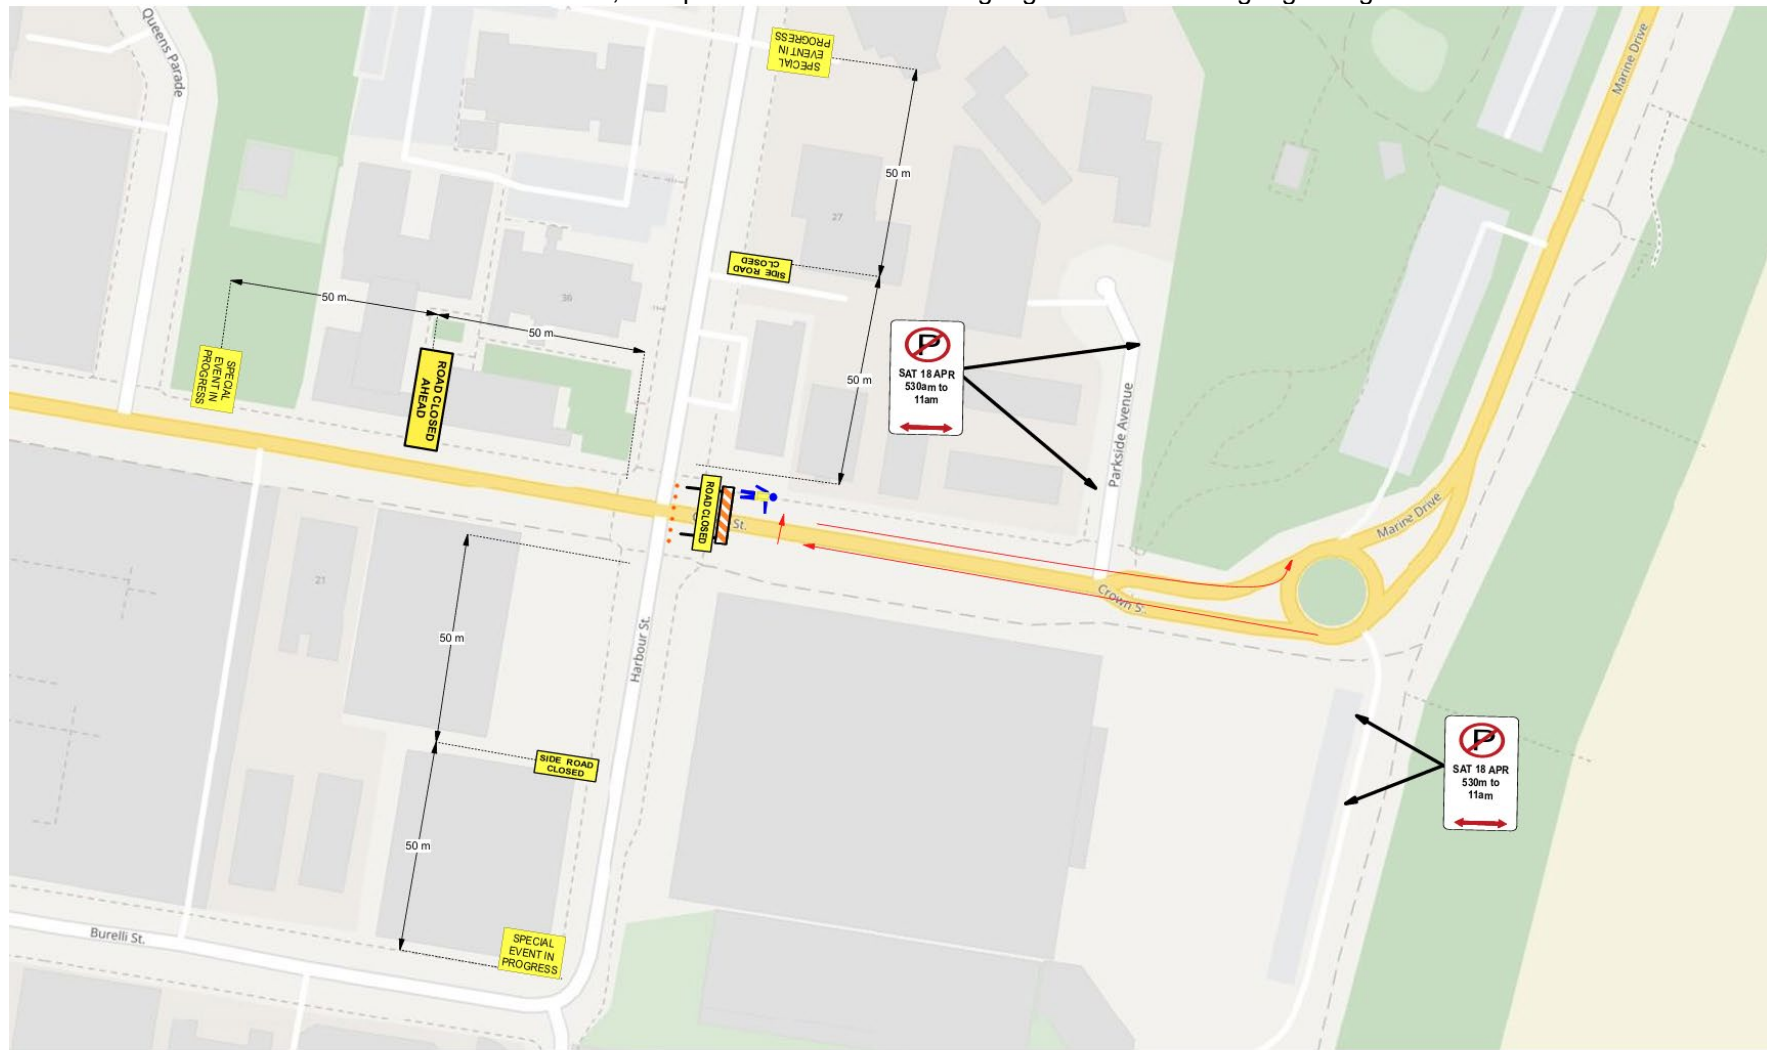 Queens Parade
SPECIAL
EVENT IN
PROGRESS
Marine Drive
50 m
27
SIDE ROAD
CLOSED
50 m
50 m
30
SPECIAL
EVENT IN
PROGRESS
ROAD CLOSED
AHEAD
50 m
P
SAT 18 APR
530am to
11am
Parkside Avenue
ROAD CLOSED
St.
Marine Drive
Crown S
21
50 m
Harbour St.
P
SAT 18 APR
530m to
11am
SIDE ROAD
CLOSED
50 m
Burelli St.
SPECIAL
EVENT IN
PROGRESS